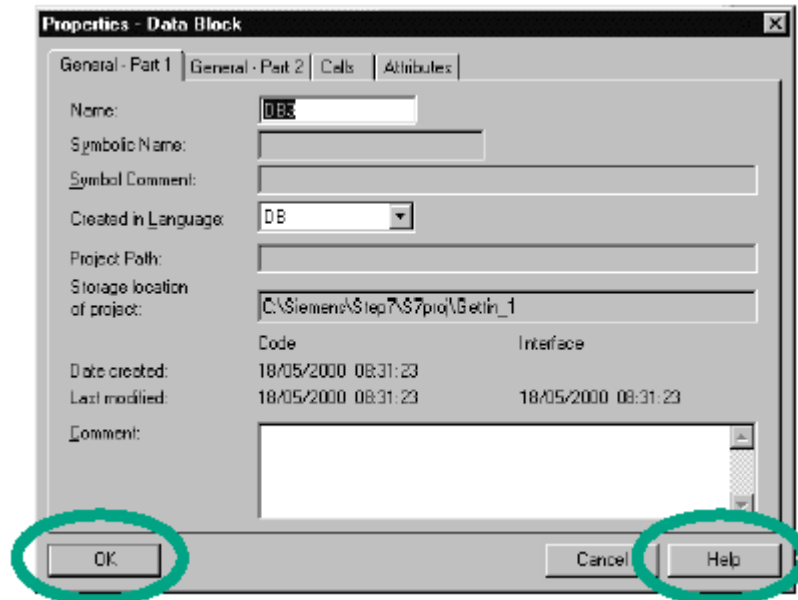 Properties - Data Block
General - Part 1 General - Part 2 Calls Attributes
Name: DB3
Symbolic Name:
Symbol Comment:
Created in Language: DB
Project Path:
Storage location
of project: C:\Siemens\Step7\S7proj\Gettin_1
Code Interface
Date created: 18/05/2000 08:31:23
Last modified: 18/05/2000 08:31:23 18/05/2000 08:31:23
Comment:
OK Cancel Help